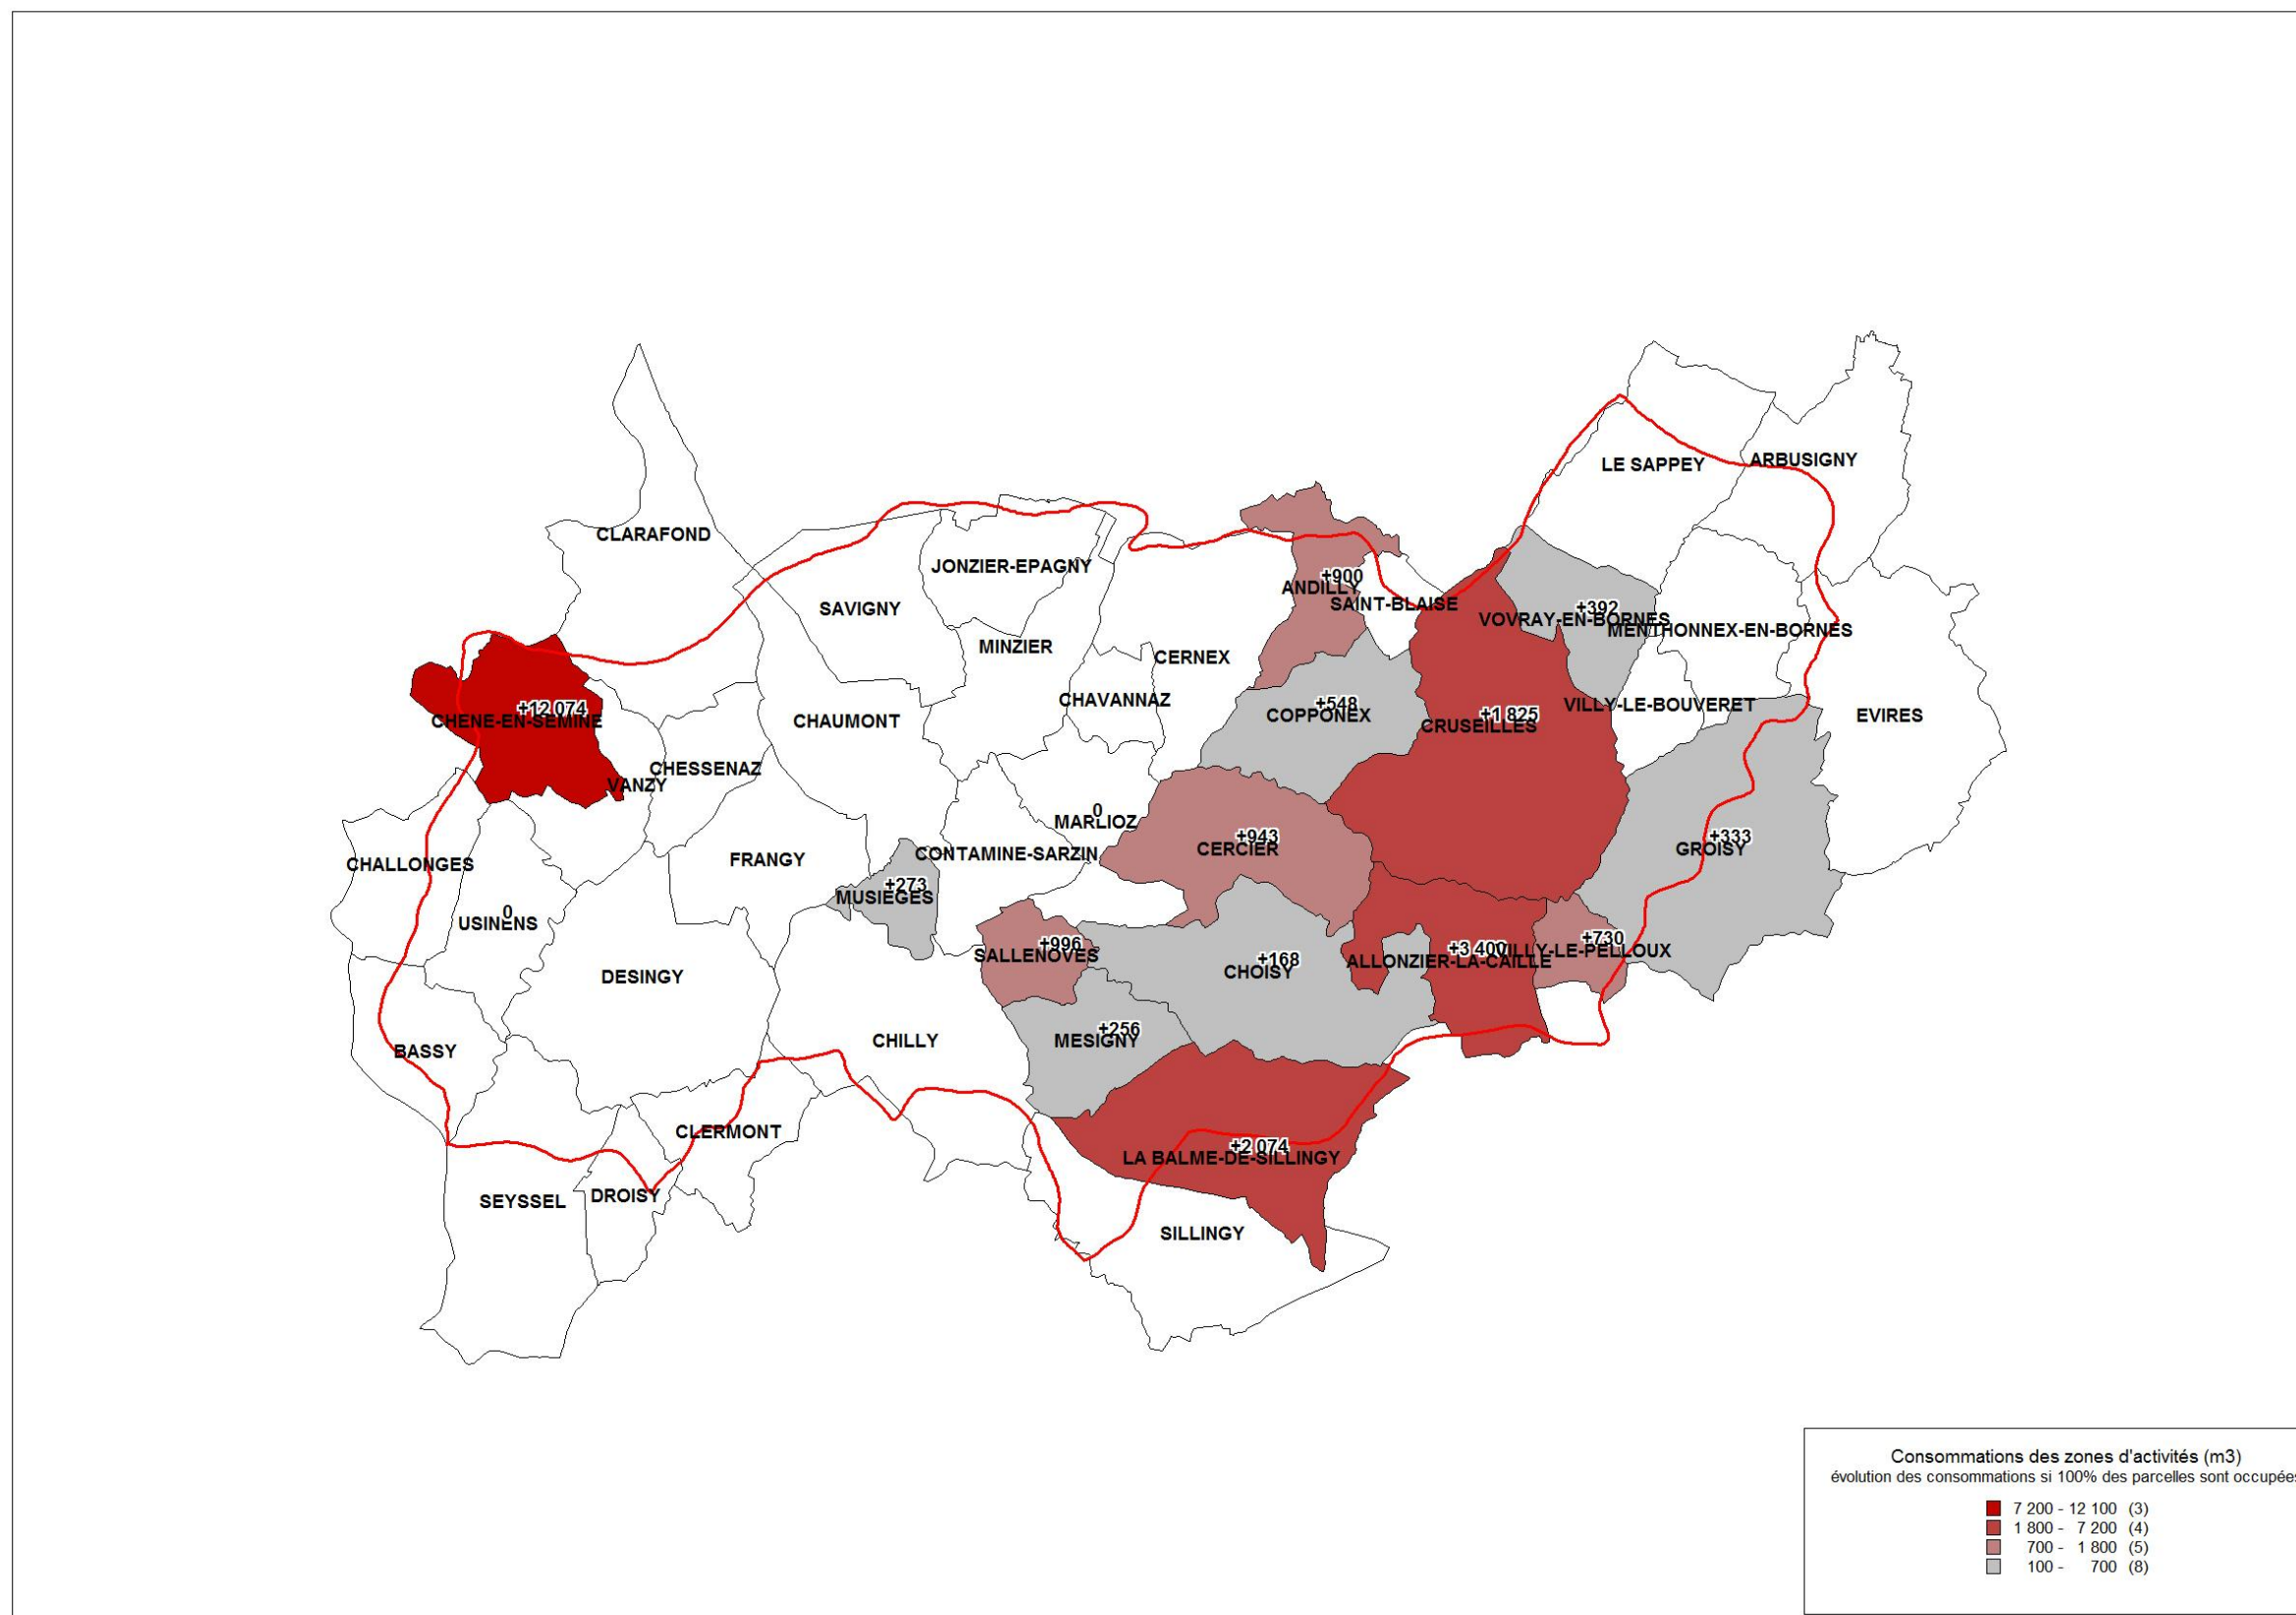 LE SAPPEY
ARBUSIGNY
CLARAFOND
JONZIER-EPAGNY
+900
ANDILLY
SAINT-BLAISE
SAVIGNY
+392
VOVRAY-EN-BORNES
MENTHONNEX-EN-BORNES
MINZIER
CERNEX
CHAVANNAZ
+12 074
CHENE-EN-SEMINE
CHAUMONT
+548
COPPONEX
+1 825
CRUSEILLES
VILLY-LE-BOUVERET
EVIRES
CHESSENAZ
VANZY
0
MARLIOZ
+943
CERCIER
+333
GROISY
CHALLONGES
FRANGY
CONTAMINE-SARZIN
+273
MUSIEGES
0
USINENS
+996
SALLENOVES
+168
CHOISY
+3 400
ALLONZIER-LA-CAILLE
+730
VILLY-LE-PELLOUX
DESINGY
+256
MESIGNY
CHILLY
BASSY
CLERMONT
+2 074
LA BALME-DE-SILLINGY
SEYSSEL
DROISY
SILLINGY
Consommations des zones d'activités (m3)
évolution des consommations si 100% des parcelles sont occupées
7 200 - 12 100 (3)
1 800 - 7 200 (4)
700 - 1 800 (5)
100 - 700 (8)